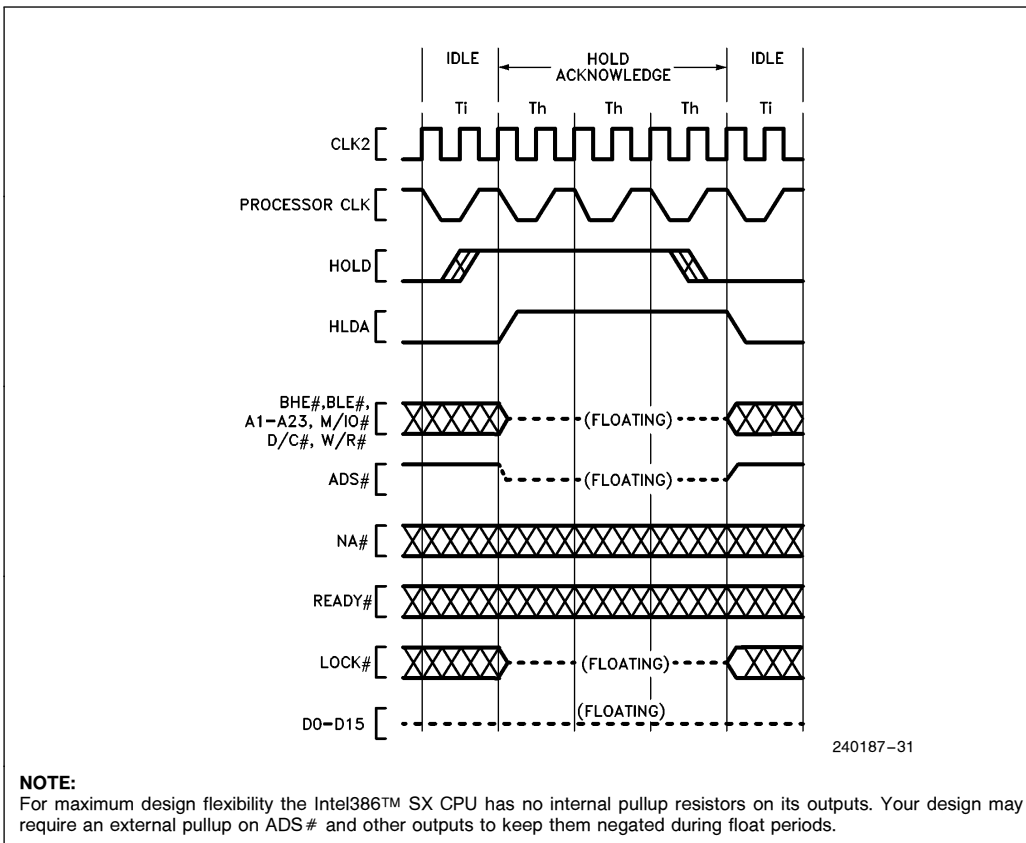 IDLE HOLD ACKNOWLEDGE IDLE
Ti Th Th Th Ti
CLK2
PROCESSOR CLK
HOLD
HLDA
BHE#,BLE#,
A1–A23, M/IO#
D/C#, W/R#
(FLOATING)
ADS#
(FLOATING)
NA#
READY#
LOCK#
(FLOATING)
D0–D15
(FLOATING)
240187–31
NOTE:
For maximum design flexibility the Intel386™ SX CPU has no internal pullup resistors on its outputs. Your design may
require an external pullup on ADS# and other outputs to keep them negated during float periods.